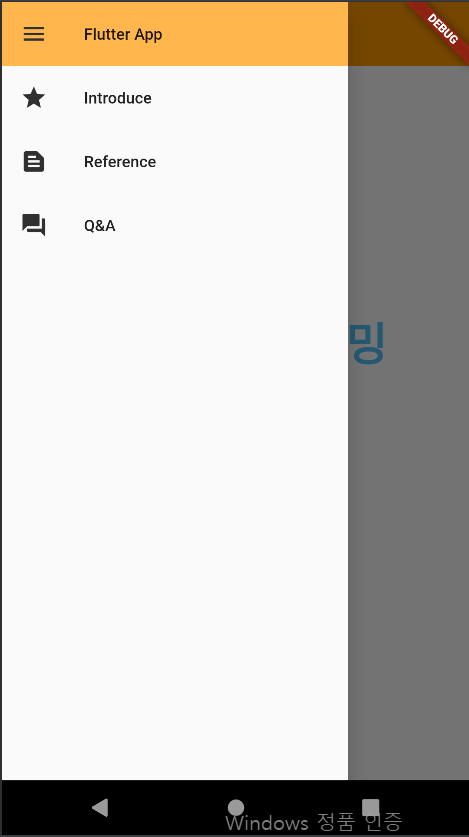 Flutter App
DEBUG
Introduce
Reference
Q&A
밍
Windows 정품 인증